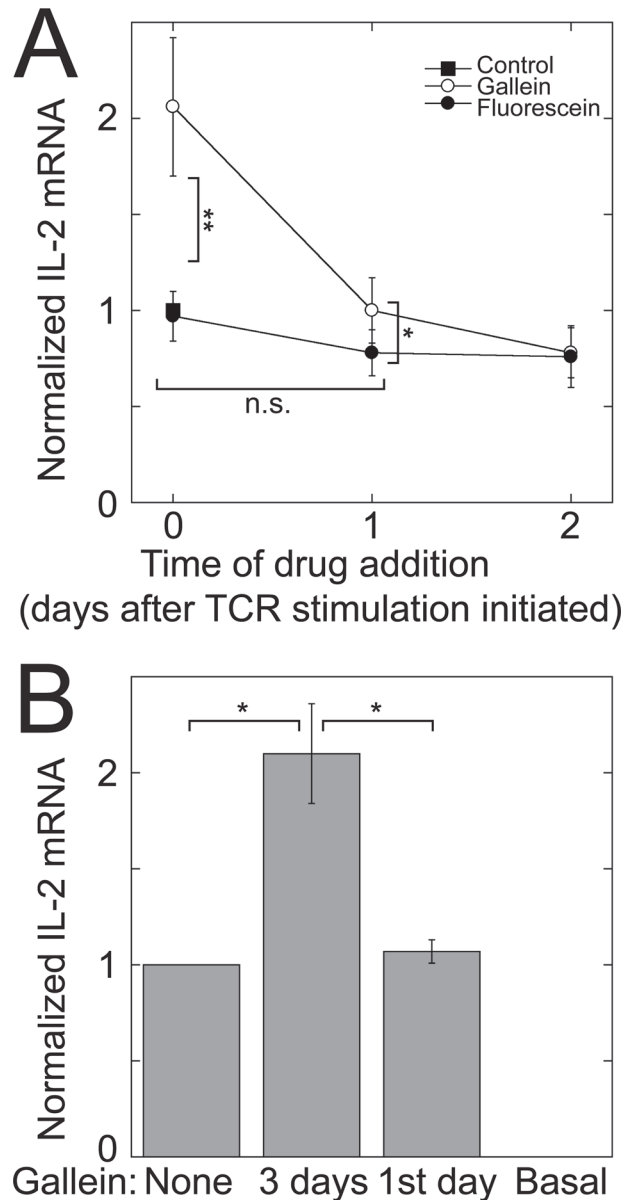 A
Normalized IL-2 mRNA
2
1
0
Control
Gallein
Fluorescein
**
*
n.s.
0 1 2
Time of drug addition
(days after TCR stimulation initiated)
B
Normalized IL-2 mRNA
2
1
0
* *
Gallein: None 3 days 1st day Basal